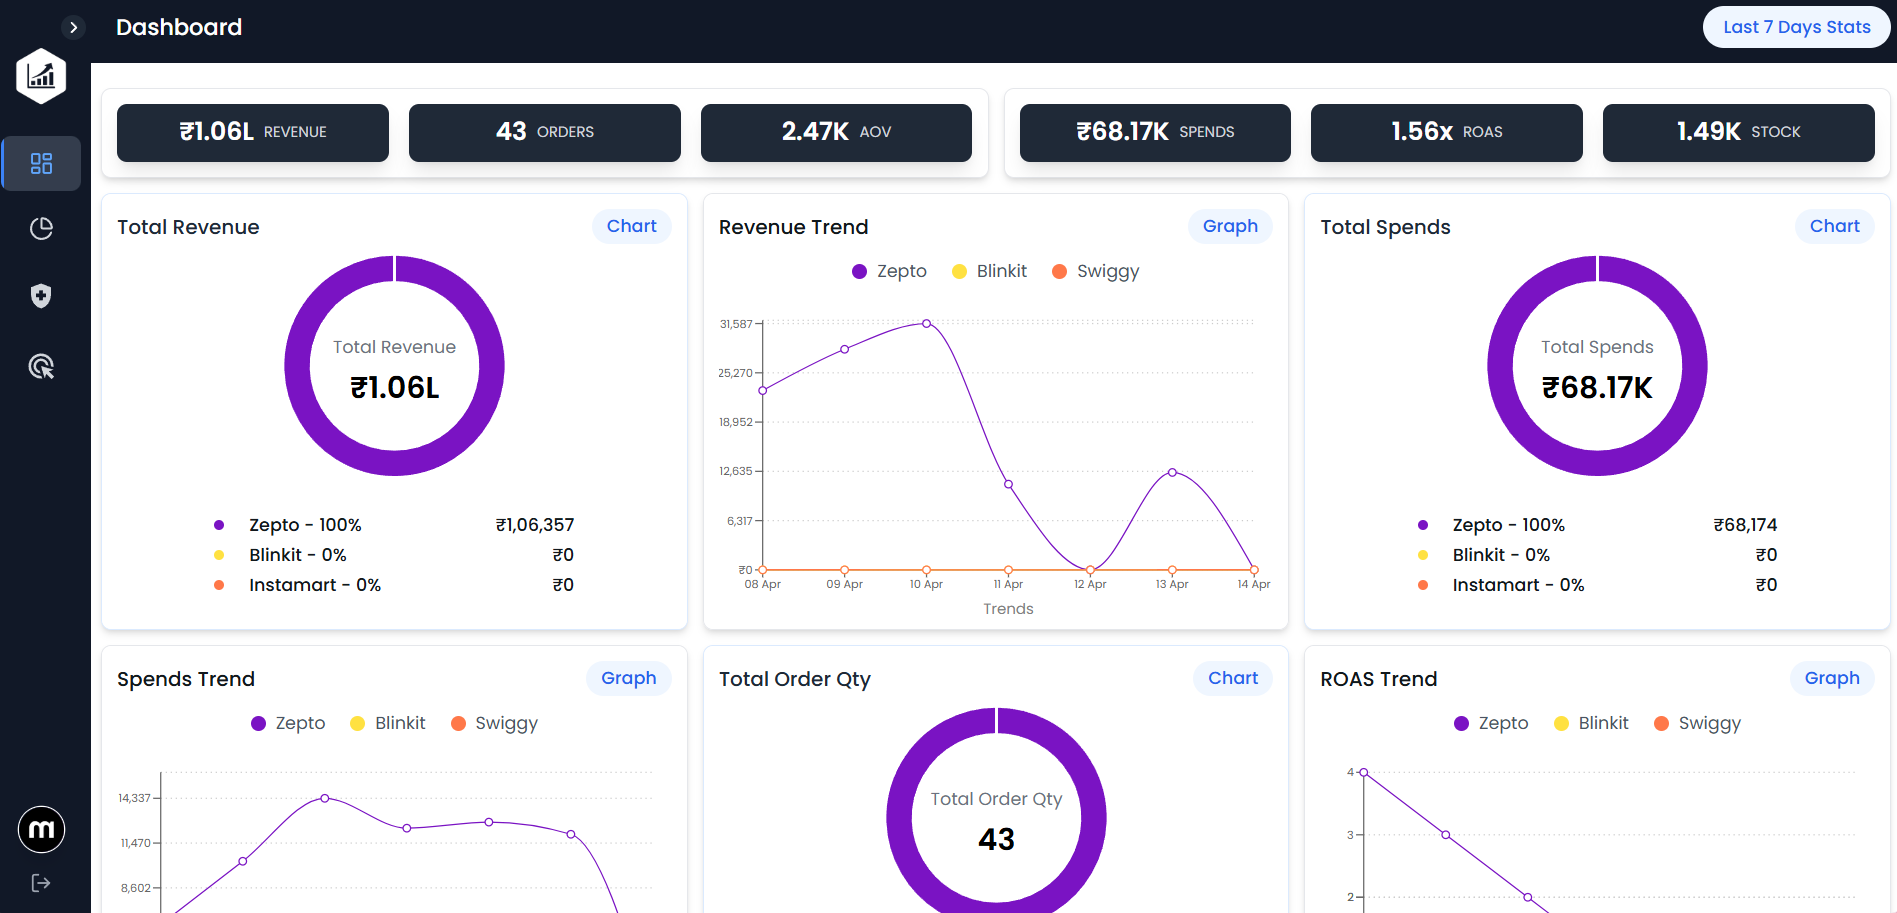 Dashboard
Last 7 Days Stats
₹1.06L REVENUE
43 ORDERS
2.47K AOV
₹68.17K SPENDS
1.56x ROAS
1.49K STOCK
Total Revenue
Chart
Total Revenue
₹1.06L
Zepto - 100% ₹1,06,357
Blinkit - 0% ₹0
Instamart - 0% ₹0
Revenue Trend
Graph
Zepto Blinkit Swiggy
31,587
25,270
18,952
12,635
6,317
₹0
08 Apr 09 Apr 10 Apr 11 Apr 12 Apr 13 Apr 14 Apr
Trends
Total Spends
Chart
Total Spends
₹68.17K
Zepto - 100% ₹68,174
Blinkit - 0% ₹0
Instamart - 0% ₹0
Spends Trend
Graph
Zepto Blinkit Swiggy
14,337
11,470
8,602
Total Order Qty
Chart
Total Order Qty
43
ROAS Trend
Graph
Zepto Blinkit Swiggy
4
3
2
m